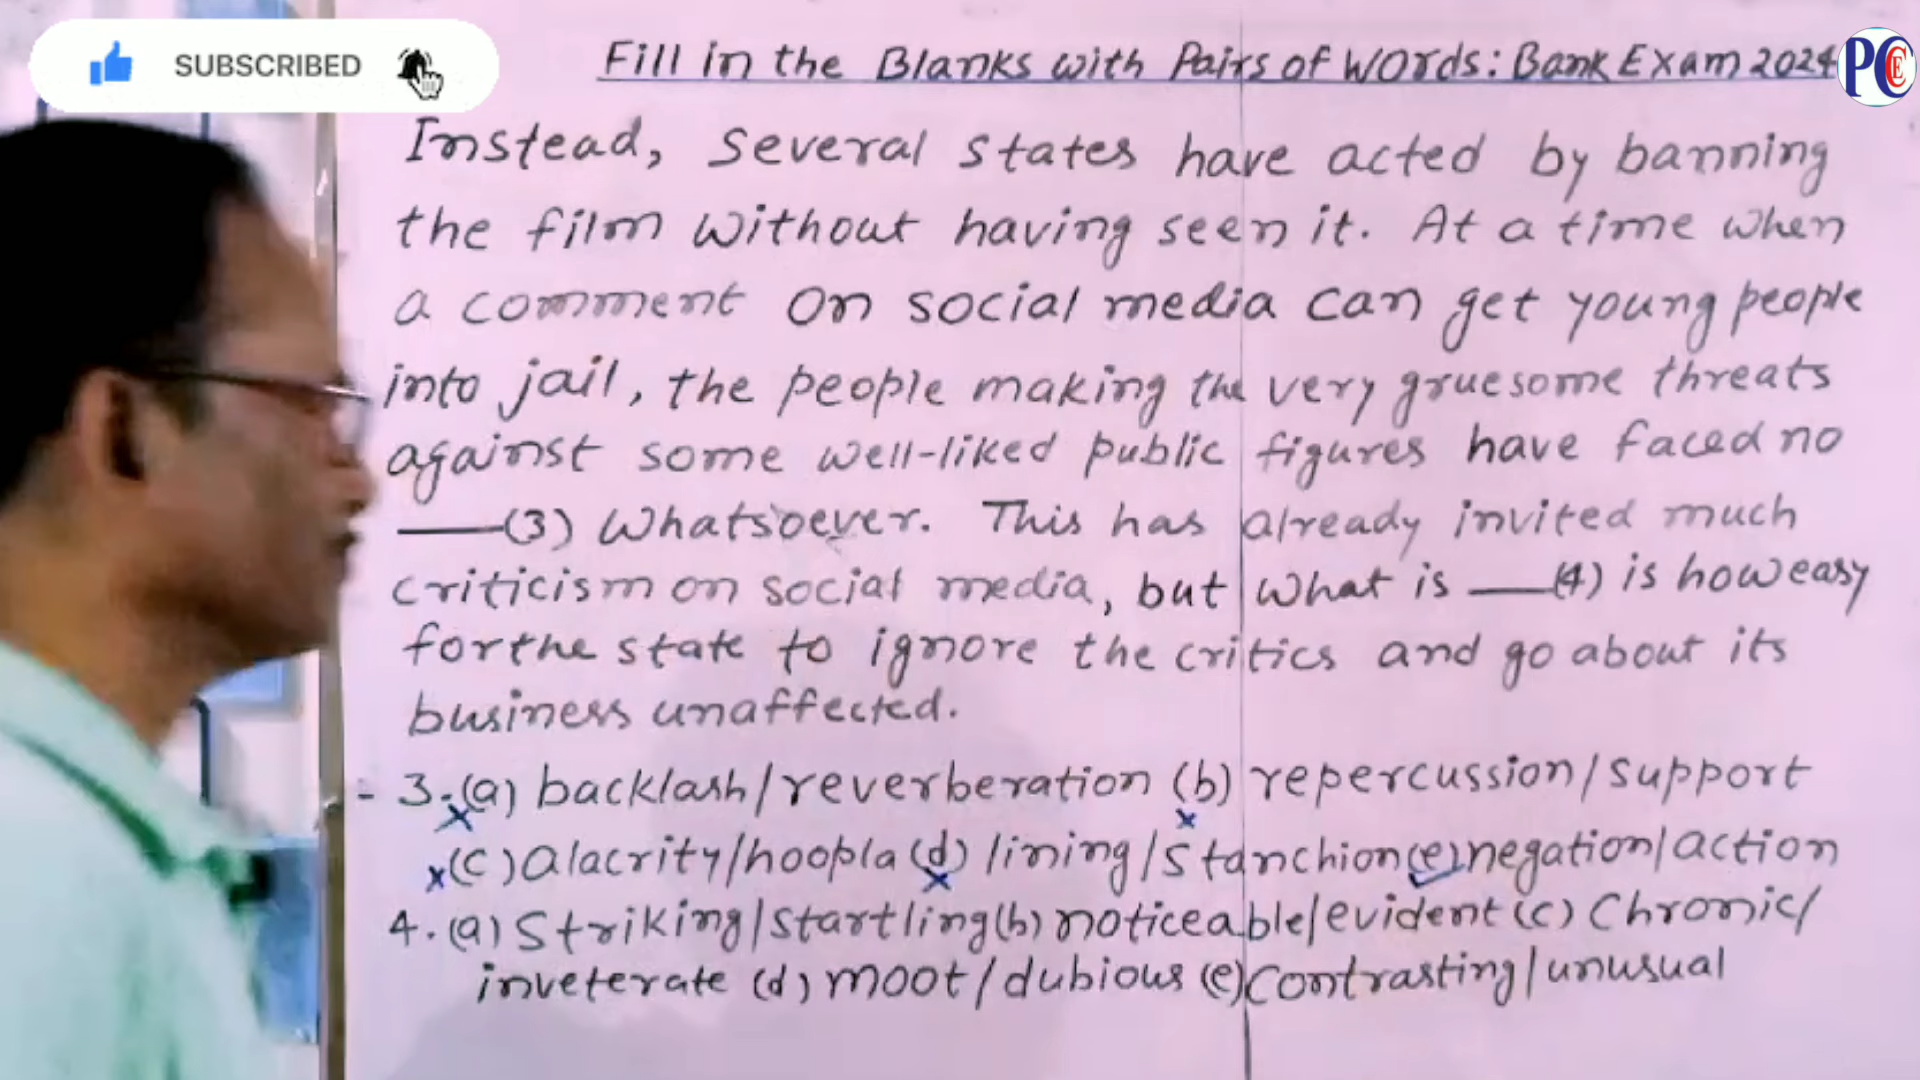 SUBSCRIBED
Fill in the Blanks with Pairs of Words: Bank Exam 2024
PCEC
Instead, Several states have acted by banning
the film without having seen it. At a time when
a comment on social media can get young people
into jail, the people making the very gruesome threats
against some well-liked public figures have faced no
——(3) Whatsoever. This has already invited much
criticism on social media, but what is ——(4) is how easy
for the state to ignore the critics and go about its
business unaffected.
- 3. (a) backlash/reverberation (b) repercussion/support
x (C) Alacrity/hoopla (d) lining/Stanchion (e) negation/action
4. (a) Striking/startling (b) noticeable/evident (c) Chronic/
inveterate (d) moot/dubious (e) Contrasting/unusual